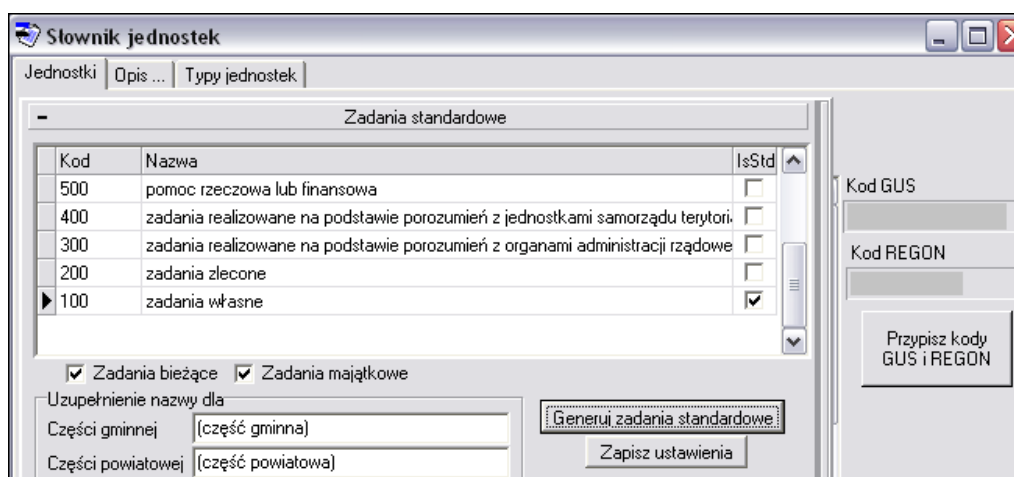 Słownik jednostek
Jednostki Opis ... Typy jednostek
Zadania standardowe
Kod Nazwa IsStd
500 pomoc rzeczowa lub finansowa
400 zadania realizowane na podstawie porozumień z jednostkami samorządu terytori
300 zadania realizowane na podstawie porozumień z organami administracji rządowe
200 zadania zlecone
100 zadania własne
Zadania bieżące Zadania majątkowe
Uzupełnienie nazwy dla
Części gminnej (część gminna)
Części powiatowej (część powiatowa)
Generuj zadania standardowe
Zapisz ustawienia
Kod GUS
Kod REGON
Przypisz kody
GUS i REGON